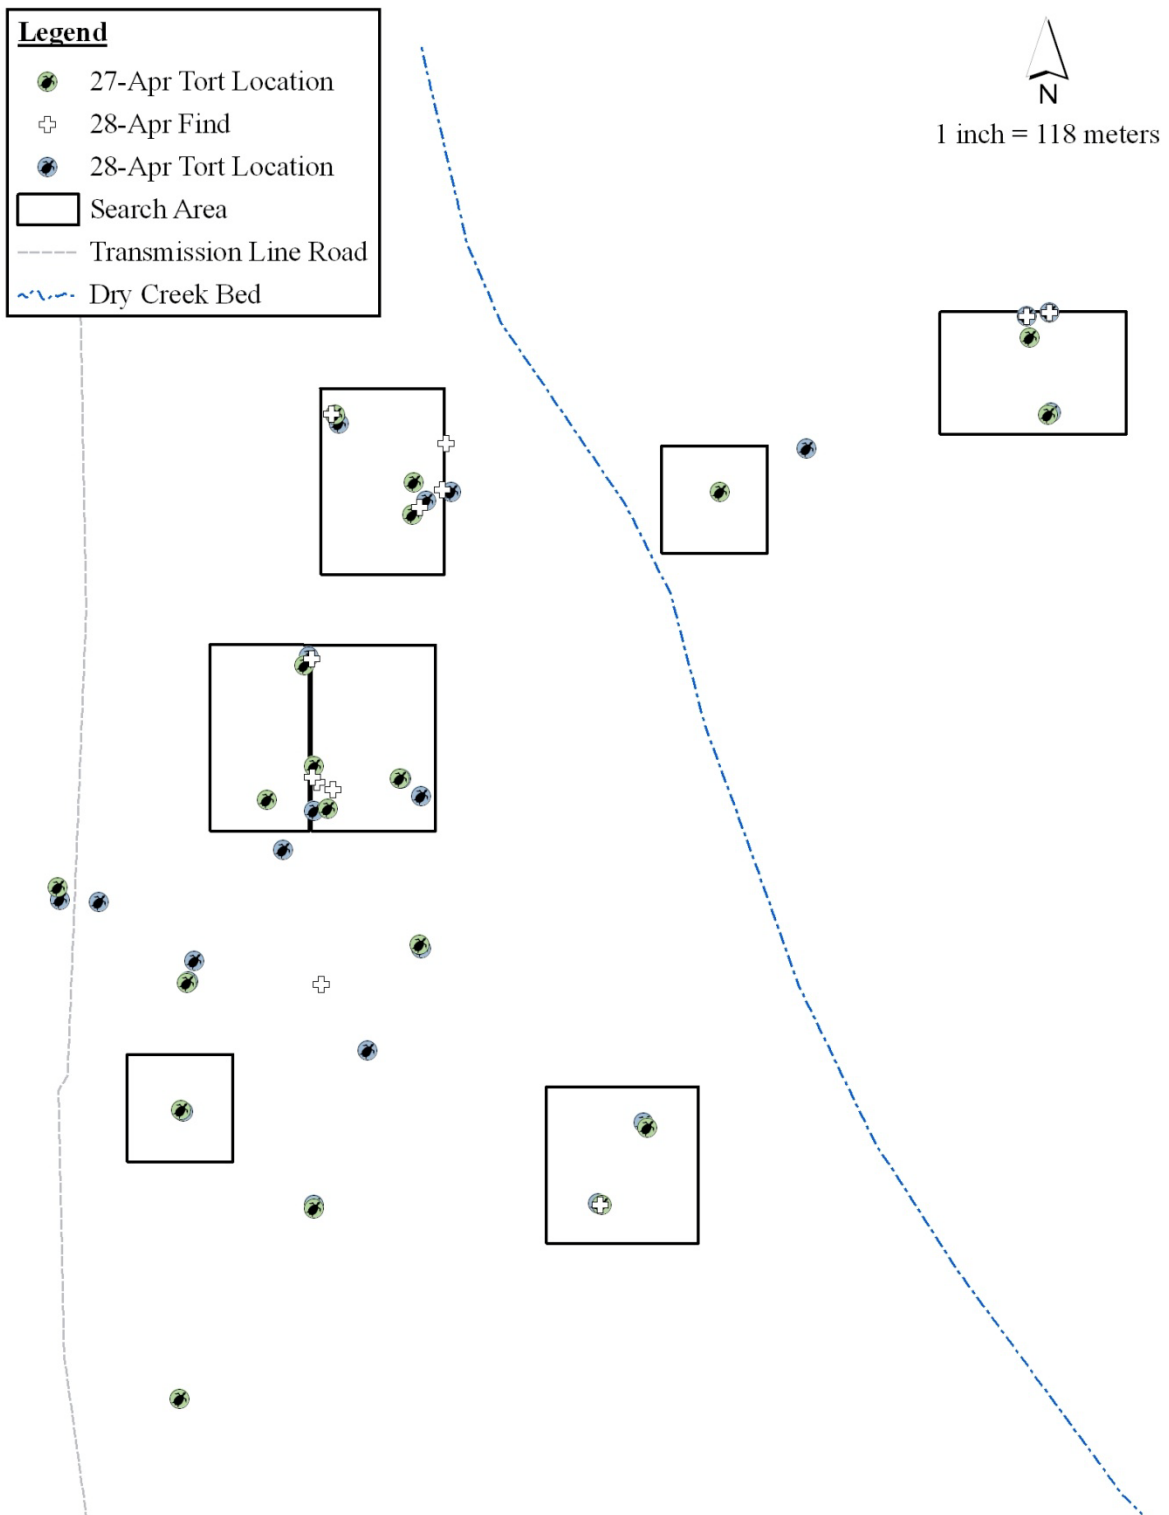 Legend
27-Apr Tort Location
28-Apr Find
28-Apr Tort Location
Search Area
Transmission Line Road
Dry Creek Bed
N
1 inch = 118 meters